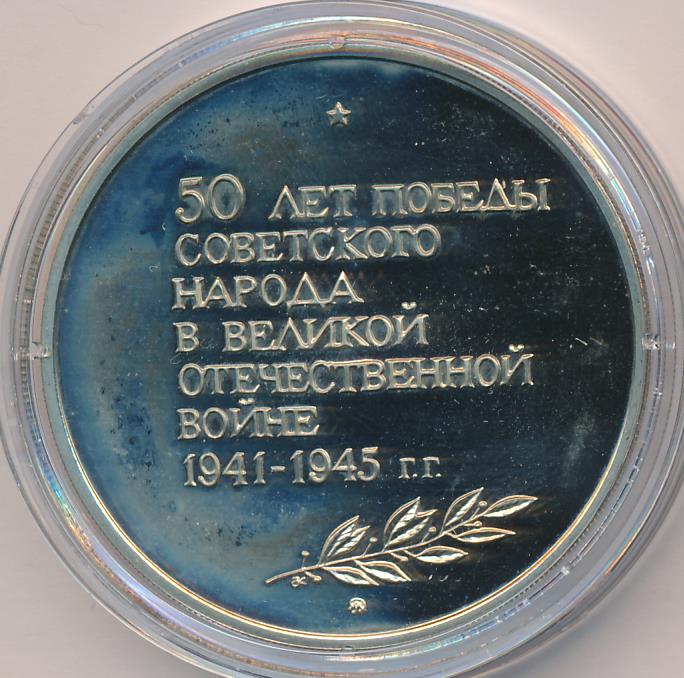 50 ЛЕТ ПОБЕДЫ
СОВЕТСКОГО
НАРОДА
В ВЕЛИКОЙ
ОТЕЧЕСТВЕННОЙ
ВОЙНЕ
1941-1945 г.г.